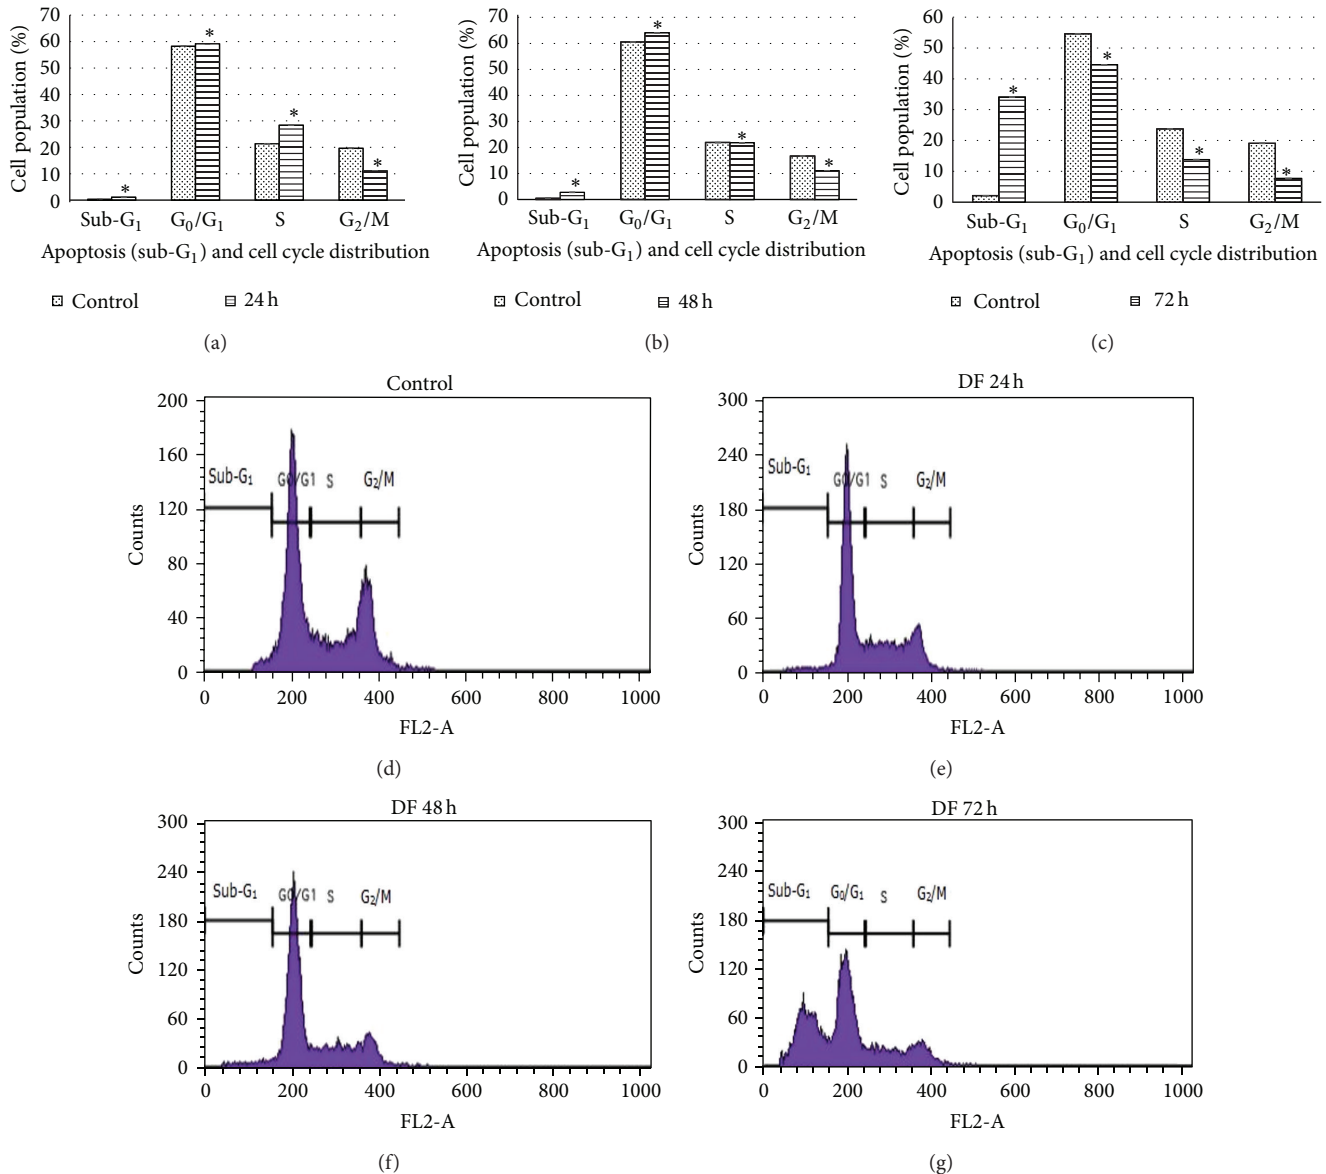 Cell population (%)
70
60
50
40
30
20
10
0
* * * *
Sub-G₁ G₀/G₁ S G₂/M
Apoptosis (sub-G₁) and cell cycle distribution
Control 24 h
(a)
Cell population (%)
70
60
50
40
30
20
10
0
* * * *
Sub-G₁ G₀/G₁ S G₂/M
Apoptosis (sub-G₁) and cell cycle distribution
Control 48 h
(b)
Cell population (%)
60
50
40
30
20
10
0
* * * *
Sub-G₁ G₀/G₁ S G₂/M
Apoptosis (sub-G₁) and cell cycle distribution
Control 72 h
(c)
Control
Counts
200
160
120
80
40
0
Sub-G₁ G0/G1 S G₂/M
0 200 400 600 800 1000
FL2-A
(d)
DF 24 h
Counts
300
240
180
120
60
0
Sub-G₁ G0/G1 S G₂/M
0 200 400 600 800 1000
FL2-A
(e)
DF 48 h
Counts
300
240
180
120
60
0
Sub-G₁ G0/G1 S G₂/M
0 200 400 600 800 1000
FL2-A
(f)
DF 72 h
Counts
300
240
180
120
60
0
Sub-G₁ G₀/G₁ S G₂/M
0 200 400 600 800 1000
FL2-A
(g)